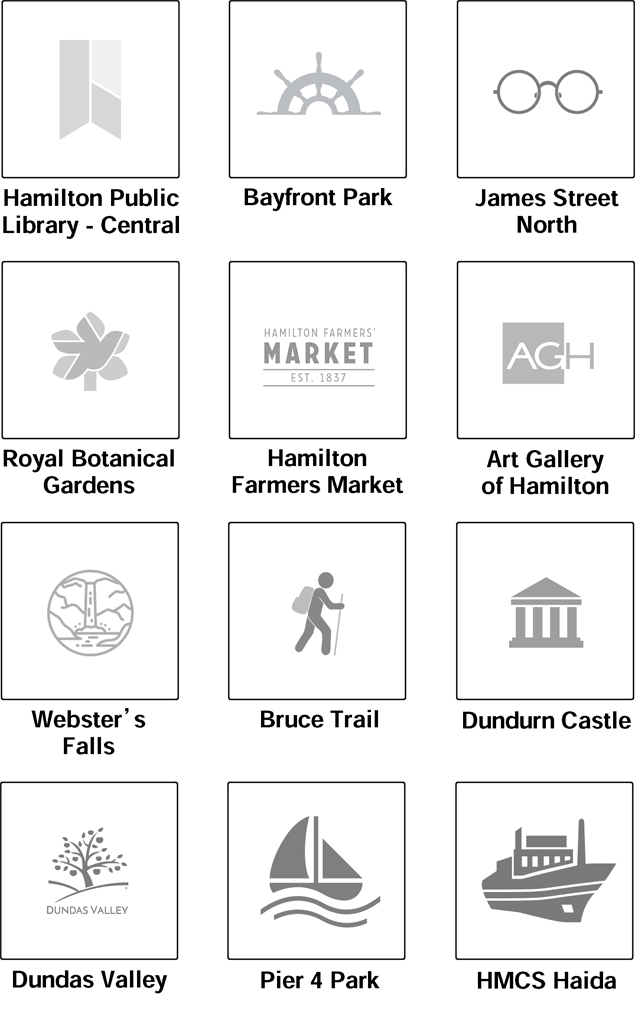 Hamilton Public
Library - Central
Bayfront Park
James Street
North
HAMILTON FARMERS'
MARKET
EST. 1837
AGH
Royal Botanical
Gardens
Hamilton
Farmers Market
Art Gallery
of Hamilton
Webster's
Falls
Bruce Trail
Dundurn Castle
DUNDAS VALLEY
Dundas Valley
Pier 4 Park
HMCS Haida